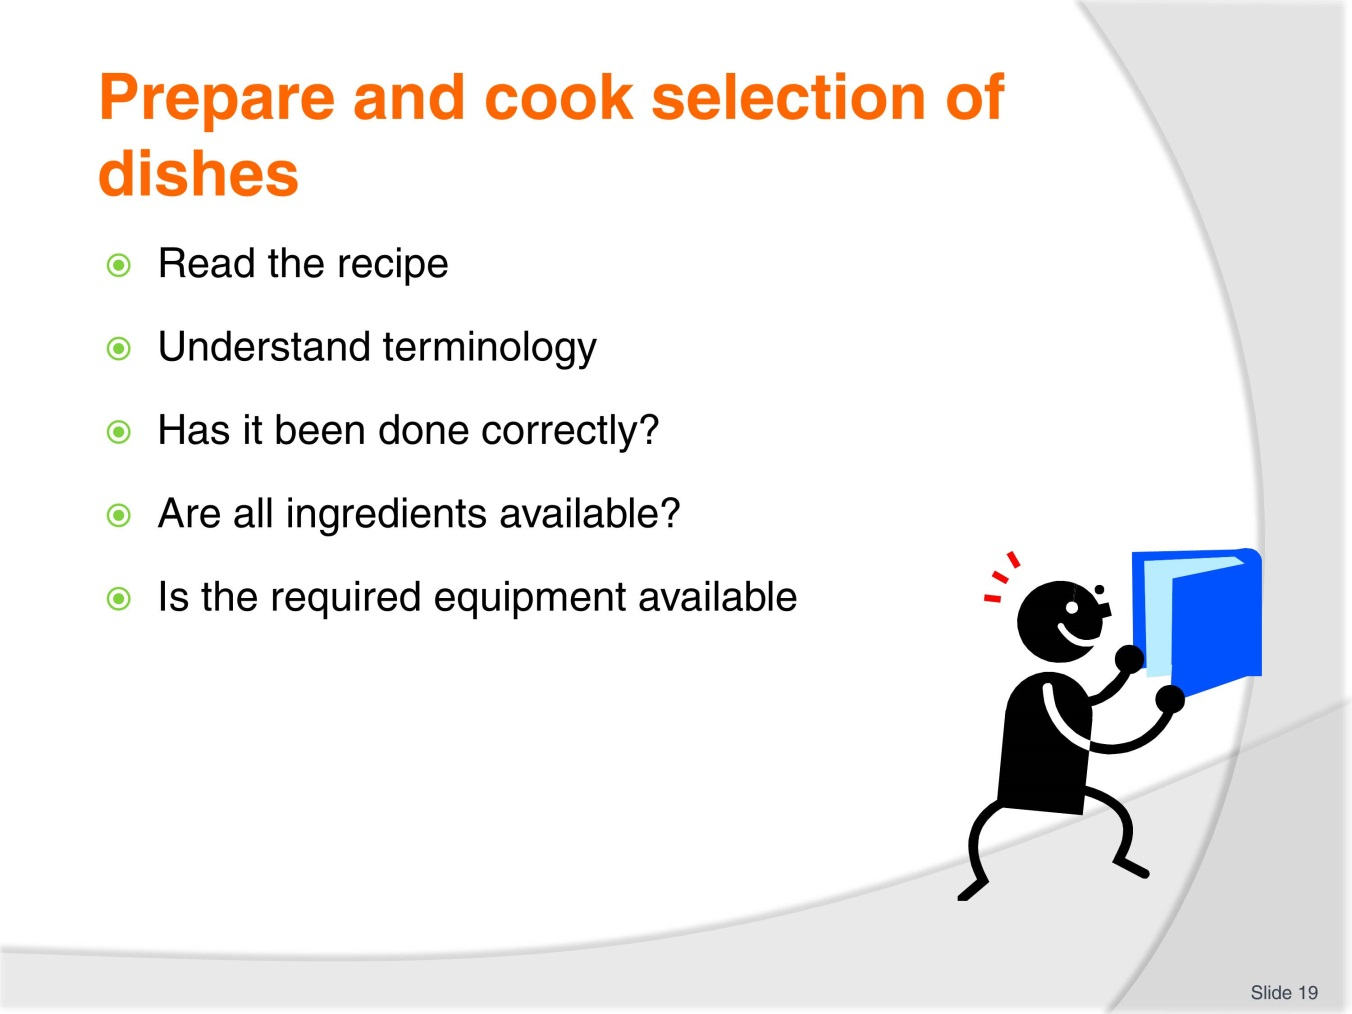 Prepare and cook selection of
dishes
Read the recipe
Understand terminology
Has it been done correctly?
Are all ingredients available?
Is the required equipment available
Slide 19